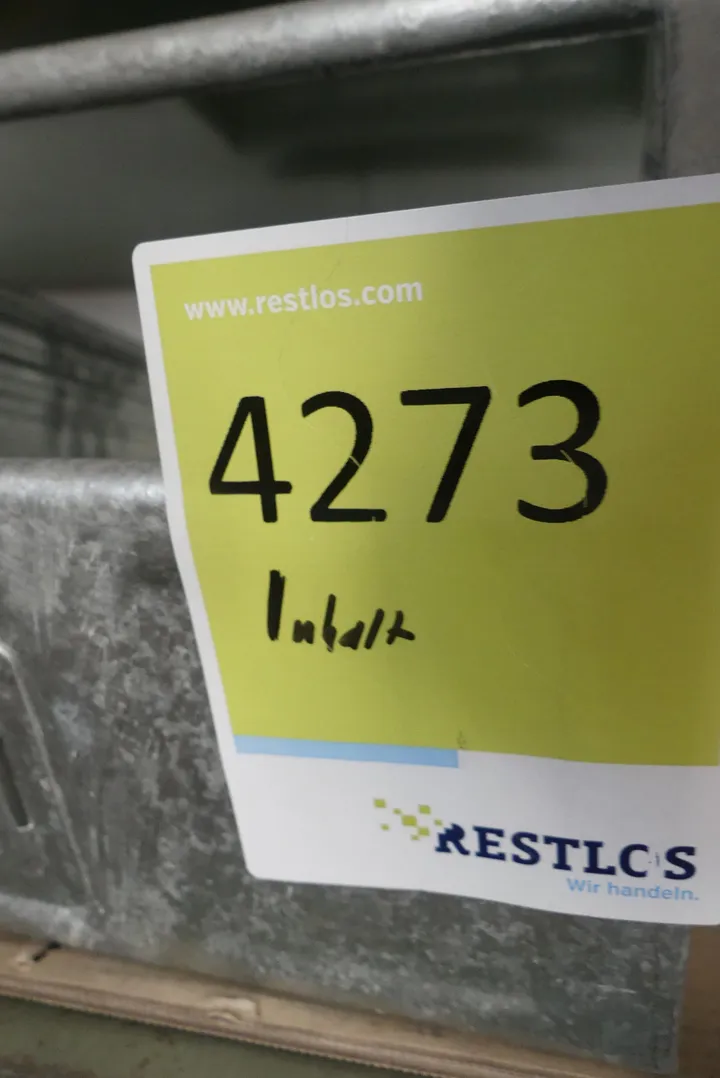 www.restlos.com
4273
Inhalt
RESTLOS
Wir handeln.